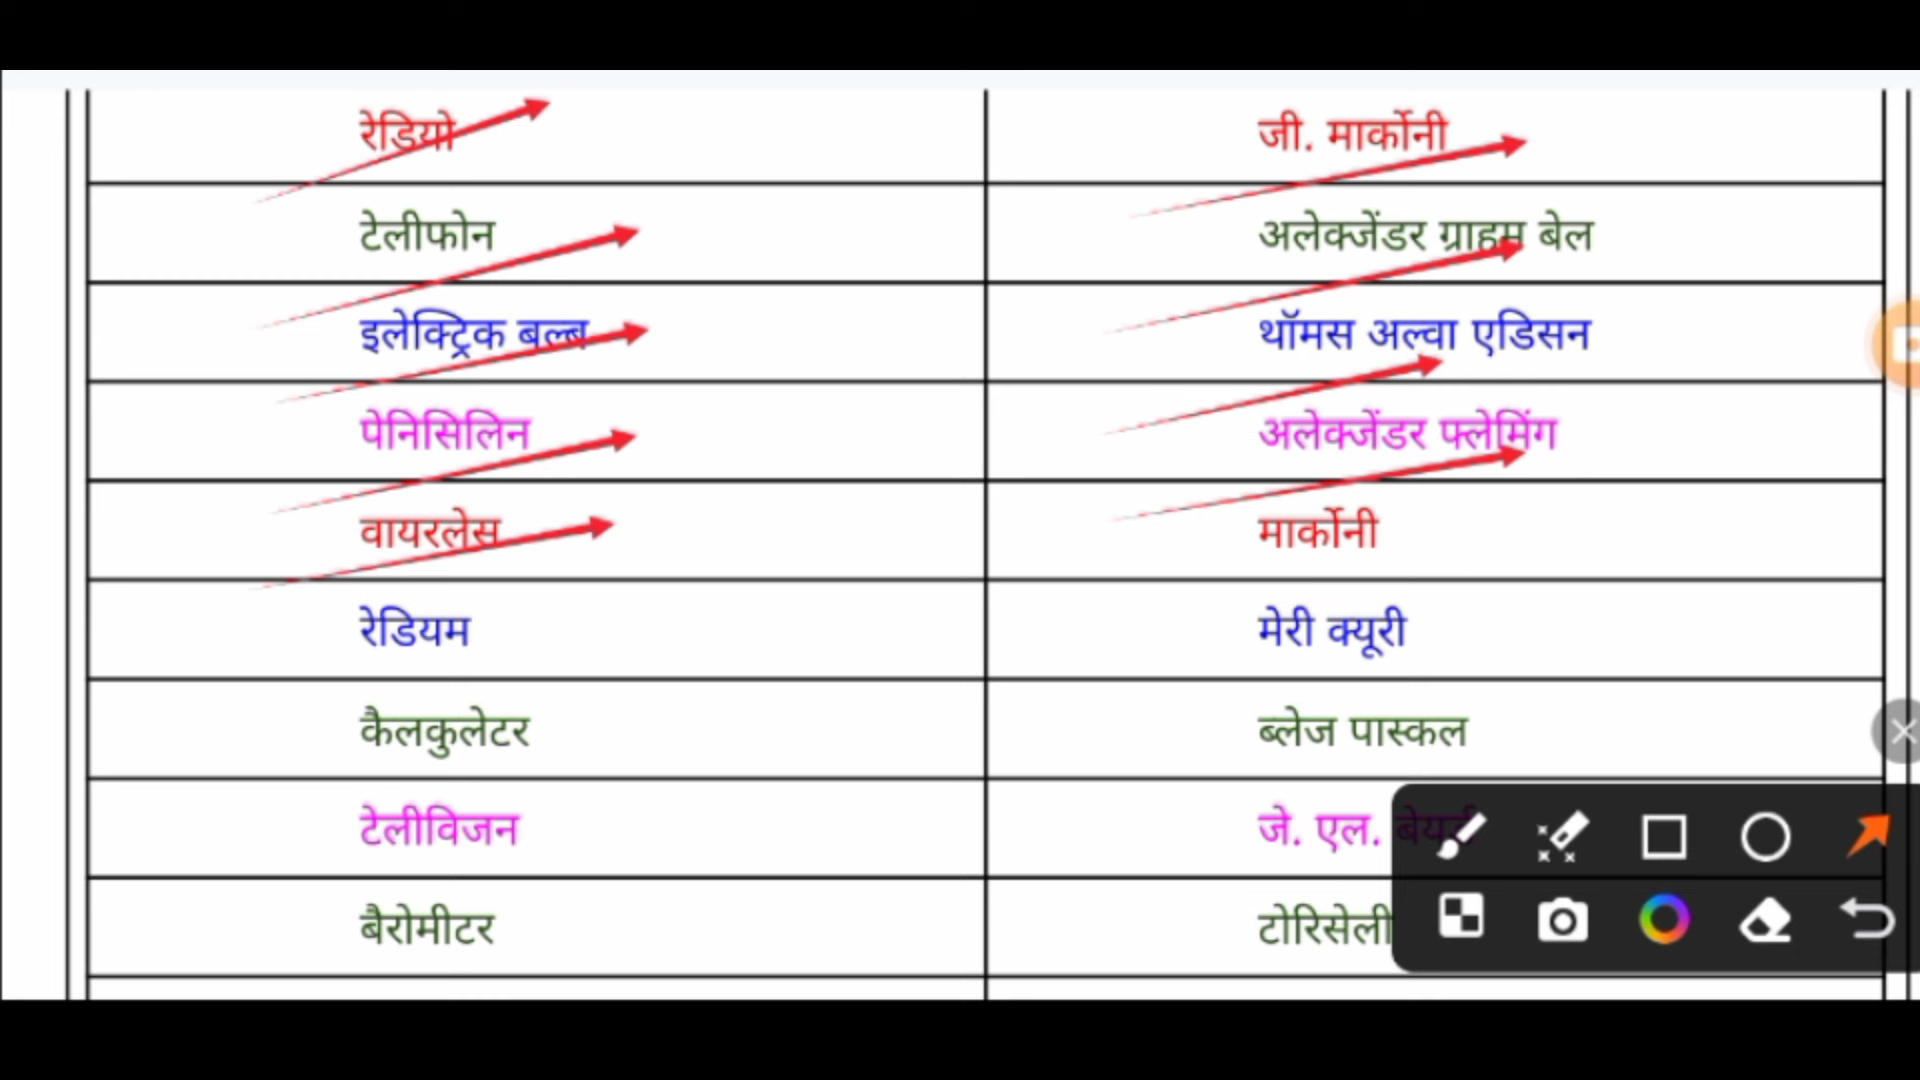 रेडियो जी. मार्कोनी
टेलीफोन अलेक्जेंडर ग्राहम बेल
इलेक्ट्रिक बल्ब थॉमस अल्वा एडिसन
पेनिसिलिन अलेक्जेंडर फ्लेमिंग
वायरलेस मार्कोनी
रेडियम मेरी क्यूरी
कैलकुलेटर ब्लेज पास्कल
टेलीविजन जे. एल.
बैरोमीटर टोरिसेली